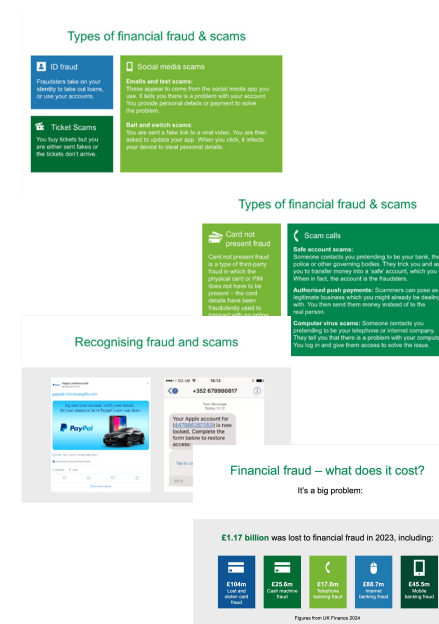 Types of financial fraud & scams
ID fraud
Fraudsters take on your
identity to take out loans,
or use your accounts.
Ticket Scams
You buy tickets but you
are either sent fakes or
the tickets don't arrive.
Social media scams
Emails and text scams:
These appear to come from the social media app you
use. It tells you there is a problem with your account.
You provide personal details or payment to solve
the problem.
Bait and switch scams:
You are sent a fake link to a viral video. You are then
asked to update your app. When you click, it infects
your device to steal personal details.
Types of financial fraud & scams
Card not
present fraud
Card not present fraud
is a type of third-party
fraud in which the
physical card or PIN
does not have to be
present – the card
details have been
fraudulently used to
transact with an online
Scam calls
Safe account scams:
Someone contacts you pretending to be your bank, the
police or other governing bodies. They trick you and
you to transfer money into a 'safe' account, which you
When in fact, the account is the fraudsters.
Authorised push payments: Scammers can pose as
legitimate business which you might already be dealing
with. You then send them money instead of to the
real person.
Computer virus scams: Someone contacts you
pretending to be your telephone or internet company.
They tell you that there is a problem with your compute
You log in and give them access to solve the issue.
Recognising fraud and scams
PayPal
CO-UK
+352 679980817
Text Message
Your Apple account for
is now
locked. Complete the
form below to restore
access:
Financial fraud – what does it cost?
It's a big problem:
£1.17 billion was lost to financial fraud in 2023, including:
£104m
Lost and
stolen card
fraud
£25.6m
Cash machine
fraud
£17.6m
Telephone
banking fraud
£88.7m
Internet
banking fraud
£45.5m
Mobile
banking fraud
Figures from UK Finance 2024